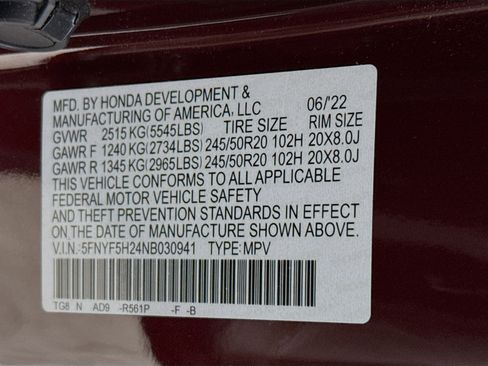 MFD. BY HONDA DEVELOPMENT &
MANUFACTURING OF AMERICA, LLC 06/'22
GVWR 2515 KG (5545LBS) TIRE SIZE RIM SIZE
GAWR F 1240 KG (2734LBS) 245/50R20 102H 20X8.0J
GAWR R 1345 KG (2965LBS) 245/50R20 102H 20X8.0J
THIS VEHICLE CONFORMS TO ALL APPLICABLE
FEDERAL MOTOR VEHICLE SAFETY
AND THEFT PREVENTION STANDARDS IN EFFECT
ON THE DATE OF MANUFACTURE SHOWN ABOVE.
V.I.N.:5FNYF5H24NB030941 TYPE: MPV
TG8 N AD9 -R561P -F -B